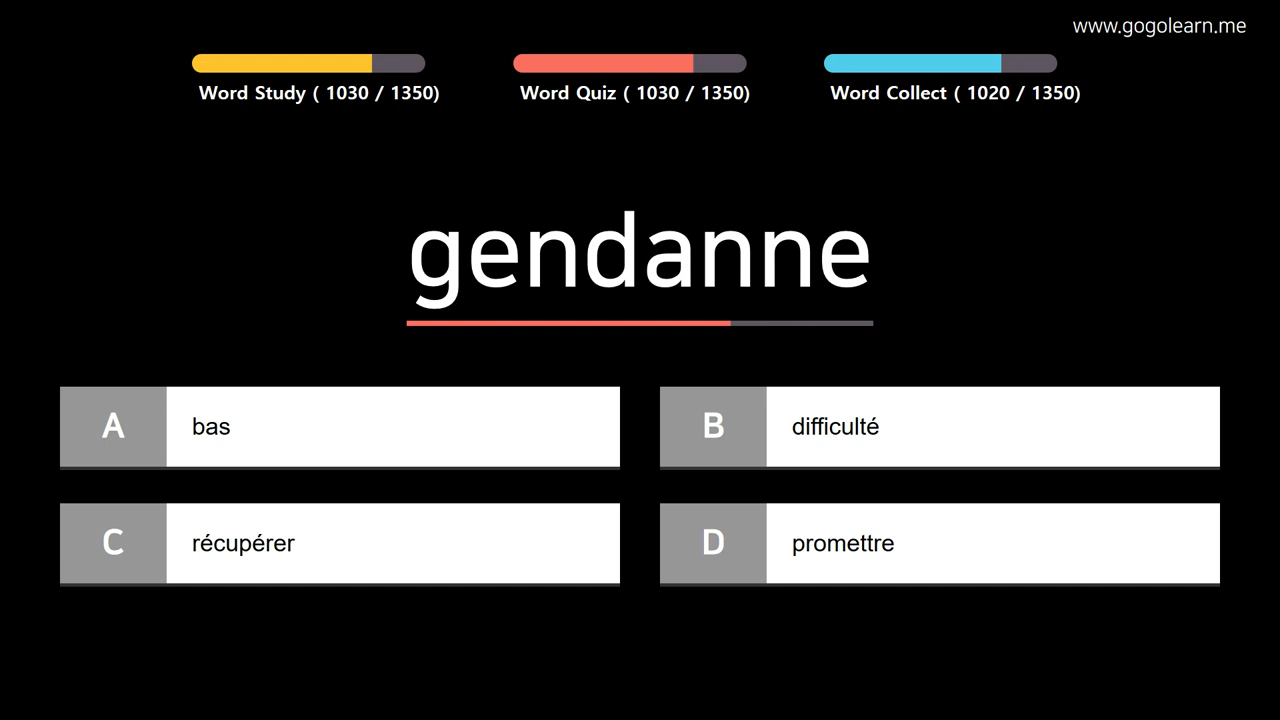 www.gogolearn.me
Word Study ( 1030 / 1350)
Word Quiz ( 1030 / 1350)
Word Collect ( 1020 / 1350)
gendanne
A bas
B difficulté
C récupérer
D promettre